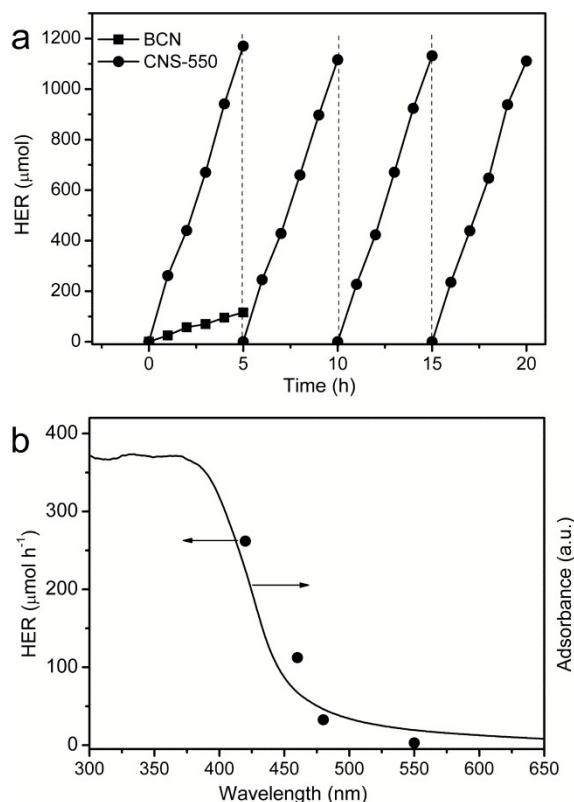 a
BCN
CNS-550
1200
1000
800
600
400
200
0
HER (μmol)
0 5 10 15 20
Time (h)
b
400
300
100
0
HER (μmol h⁻¹)
Adsorbance (a.u.)
300 350 400 450 500 550 600 650
Wavelength (nm)